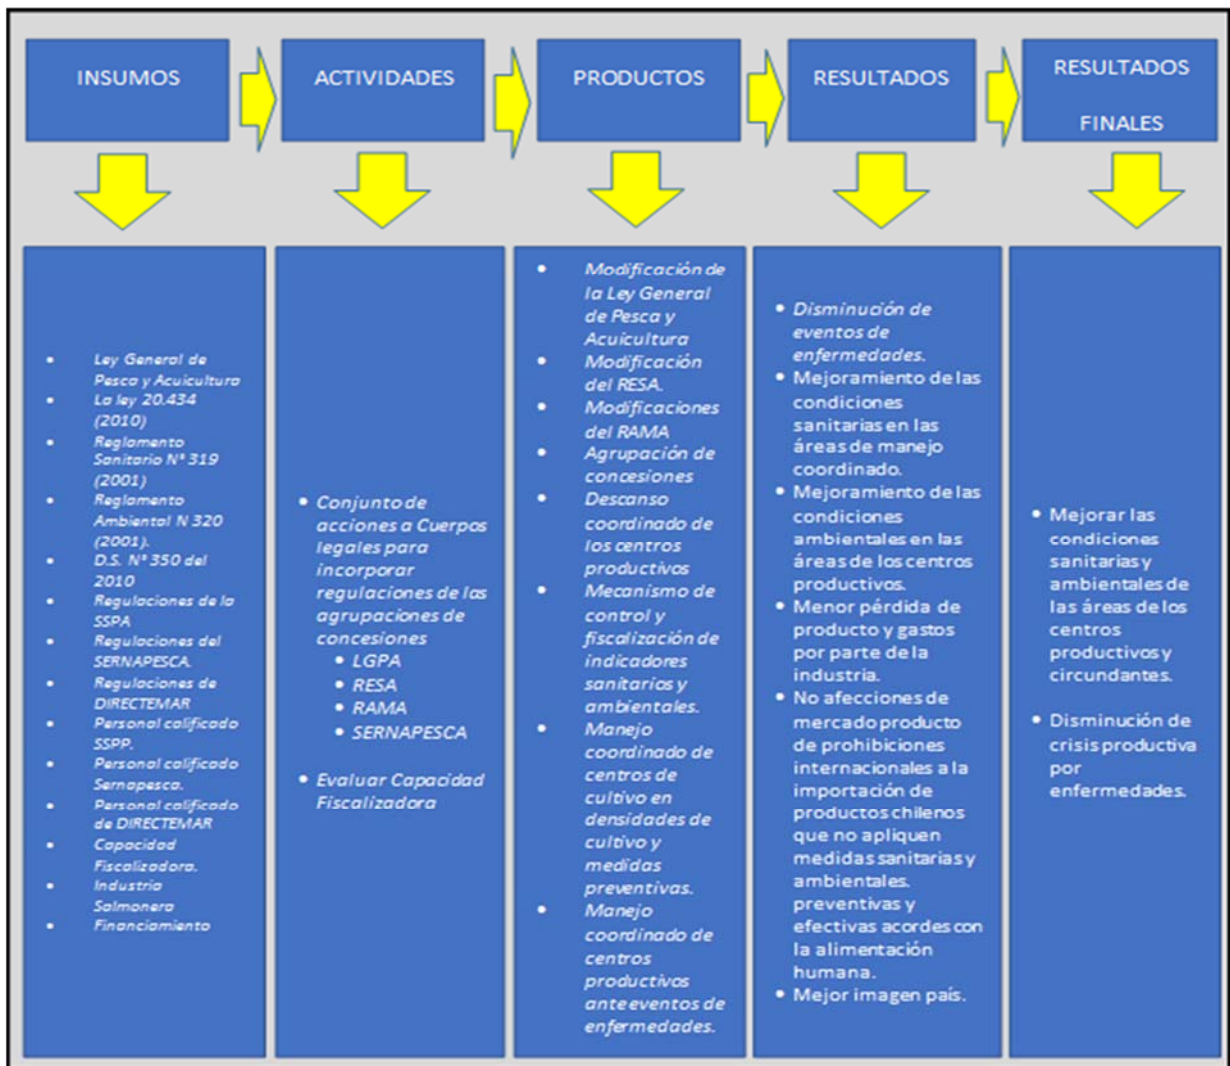 INSUMOS
ACTIVIDADES
PRODUCTOS
RESULTADOS
RESULTADOS
FINALES
• Ley General de
Pesca y Acuicultura
• La ley 20.434
(2010)
• Reglamento
Sanitario Nº 319
(2001)
• Reglamento
Ambiental N 320
(2001).
• D.S. Nº 350 del
2010
• Regulaciones de la
SSPA
• Regulaciones del
SERNAPESCA.
• Regulaciones de
DIRECTEMAR
• Personal calificado
SSPP.
• Personal calificado
Sernapesca.
• Personal calificado
de DIRECTEMAR
• Capacidad
Fiscalizadora.
• Industria
Salmonera
• Financiamiento
• Conjunto de
acciones a Cuerpos
legales para
incorporar
regulaciones de las
agrupaciones de
concesiones
• LGPA
• RESA
• RAMA
• SERNAPESCA
• Evaluar Capacidad
Fiscalizadora
• Modificación de
la Ley General
de Pesca y
Acuicultura
• Modificación
del RESA.
• Modificaciones
del RAMA
• Agrupación de
concesiones
• Descanso
coordinado de
los centros
productivos
• Mecanismo de
control y
fiscalización de
indicadores
sanitarios y
ambientales.
• Manejo
coordinado de
centros de
cultivo en
densidades de
cultivo y
medidas
preventivas.
• Manejo
coordinado de
centros
productivos
ante eventos de
enfermedades.
• Disminución de
eventos de
enfermedades.
• Mejoramiento de las
condiciones
sanitarias en las
áreas de manejo
coordinado.
• Mejoramiento de las
condiciones
ambientales en las
áreas de los centros
productivos.
• Menor pérdida de
producto y gastos
por parte de la
industria.
• No afecciones de
mercado producto
de prohibiciones
internacionales a la
importación de
productos chilenos
que no apliquen
medidas sanitarias y
ambientales.
preventivas y
efectivas acordes con
la alimentación
humana.
• Mejor imagen país.
• Mejorar las
condiciones
sanitarias y
ambientales de
las áreas de los
centros
productivos y
circundantes.
• Disminución de
crisis productiva
por
enfermedades.